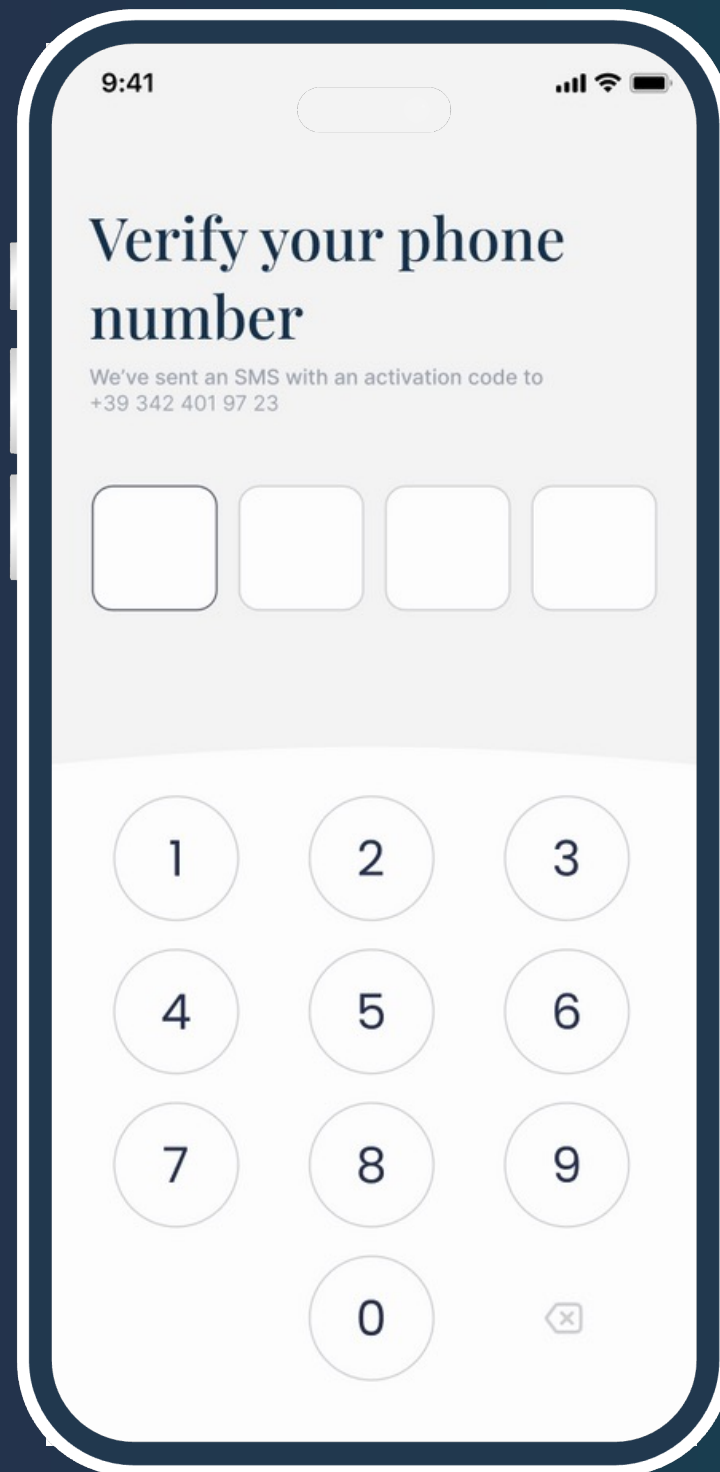 9:41
Verify your phone
number
We’ve sent an SMS with an activation code to
+39 342 401 97 23
1 2 3
4 5 6
7 8 9
0